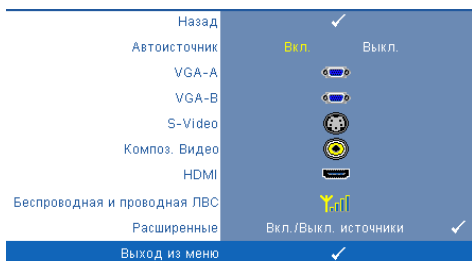 Назад
Автоисточник Вкл. Выкл.
VGA-A
VGA-B
S-Video
Композ. Видео
HDMI
Беспроводная и проводная ЛВС
Расширенные Вкл./Выкл. источники
Выход из меню